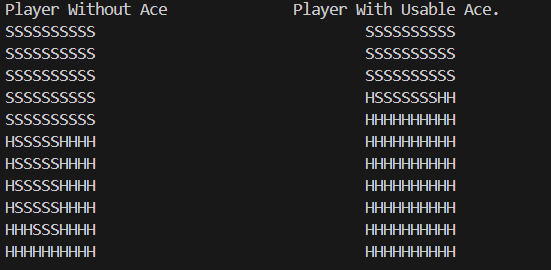 Player Without Ace Player With Usable Ace.
SSSSSSSSSS SSSSSSSSSS
SSSSSSSSSS SSSSSSSSSS
SSSSSSSSSS SSSSSSSSSS
SSSSSSSSSS HSSSSSSSHH
SSSSSSSSSS HHHHHHHHHH
HSSSSSHHHH HHHHHHHHHH
HSSSSSHHHH HHHHHHHHHH
HSSSSSHHHH HHHHHHHHHH
HSSSSSHHHH HHHHHHHHHH
HHHSSSHHHH HHHHHHHHHH
HHHHHHHHHH HHHHHHHHHH